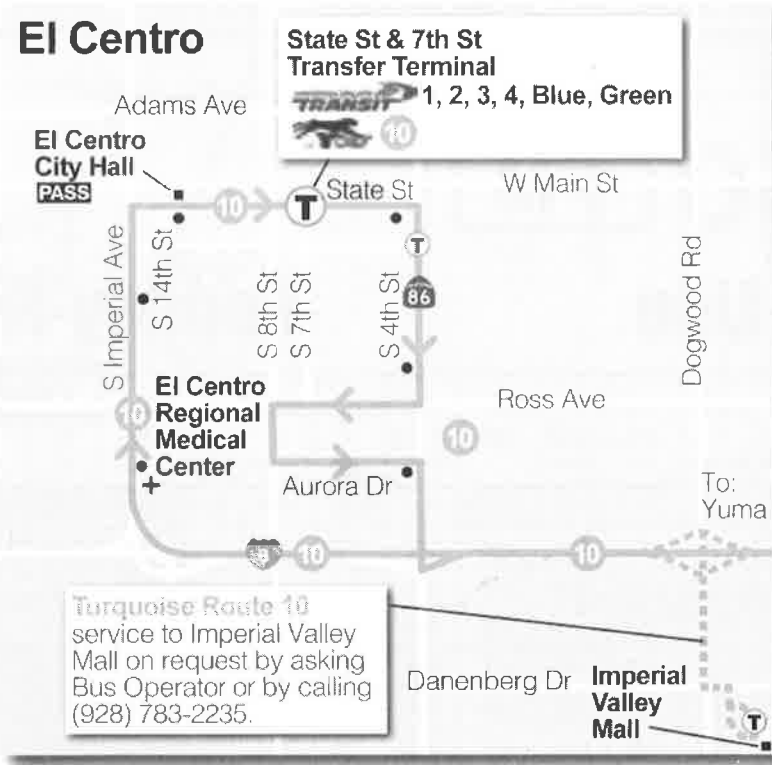 El Centro
State St & 7th St
Transfer Terminal
TRANSIT 1, 2, 3, 4, Blue, Green
10
Adams Ave
El Centro
City Hall
PASS
10
T
State St
W Main St
T
86
S Imperial Ave
S 14th St
S 8th St
S 7th St
S 4th St
Dogwood Rd
10
El Centro
Regional
Medical
Center
Ross Ave
10
Aurora Dr
To:
Yuma
8
10
10
Turquoise Route 10
service to Imperial Valley
Mall on request by asking
Bus Operator or by calling
(928) 783-2235.
Danenberg Dr
Imperial
Valley
Mall
T